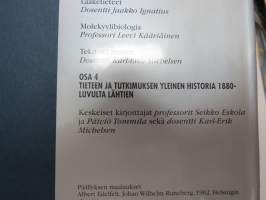 Lääketieteet
Dosentti Jaakko Ignatius
Molekyylibiologia
Professori Leevi Kääriäinen
Dosentti Karl-Erik Michelsen
OSA 4
TIETEEN JA TUTKIMUKSEN YLEINEN HISTORIA 1880-
LUVULTA LÄHTIEN
Keskeiset kirjoittajat professorit Seikko Eskola
ja Päiviö Tommila sekä dosentti Karl-Erik
Michelsen
Päällyksen maalaukset
Albert Edelfelt, Johan Wilhelm Runeberg, 1902. Helsingin